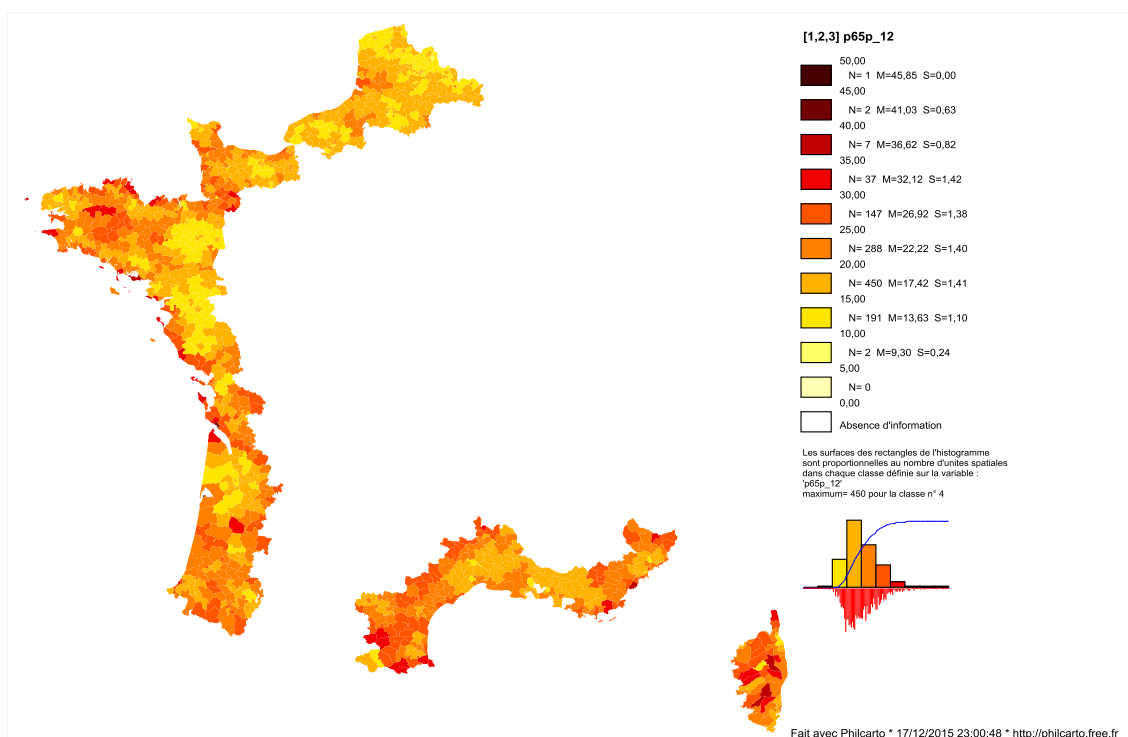 [1,2,3] p65p_12
50,00
N= 1 M=45,85 S=0,00
45,00
N= 2 M=41,03 S=0,63
40,00
N= 7 M=36,62 S=0,82
35,00
N= 37 M=32,12 S=1,42
30,00
N= 147 M=26,92 S=1,38
25,00
N= 288 M=22,22 S=1,40
20,00
N= 450 M=17,42 S=1,41
15,00
N= 191 M=13,63 S=1,10
10,00
N= 2 M=9,30 S=0,24
5,00
N= 0
0,00
Absence d'information
Les surfaces des rectangles de l'histogramme
sont proportionnelles au nombre d'unites spatiales
dans chaque classe définie sur la variable :
'p65p_12'
maximum= 450 pour la classe n° 4
Fait avec Philcarto * 17/12/2015 23:00:48 * http://philcarto.free.fr